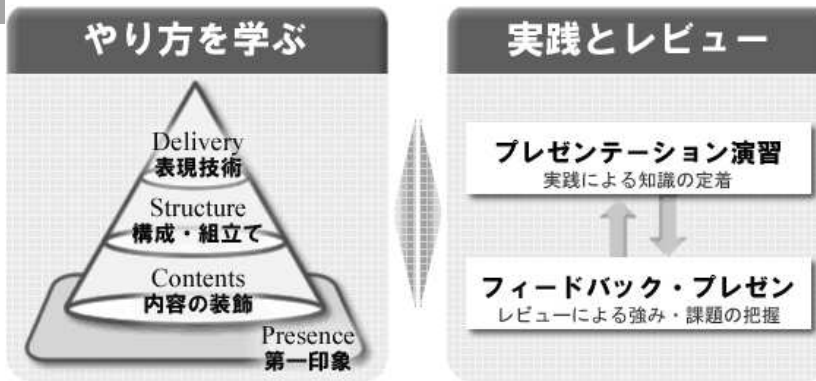 やり方を学ぶ
Delivery
表現技術
Structure
構成・組立て
Contents
内容の装飾
Presence
第一印象
実践とレビュー
プレゼンテーション演習
実践による知識の定着
フィードバック・プレゼン
レビューによる強み・課題の把握